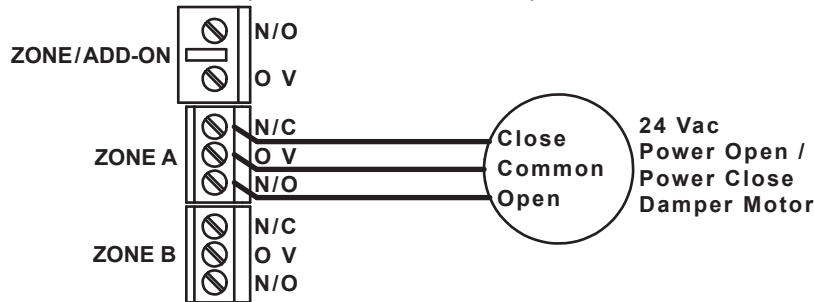 N/O
ZONE/ADD-ON
O V
N/C
ZONE A
O V
N/O
Close
Common
Open
24 Vac
Power Open /
Power Close
Damper Motor
N/C
ZONE B
O V
N/O